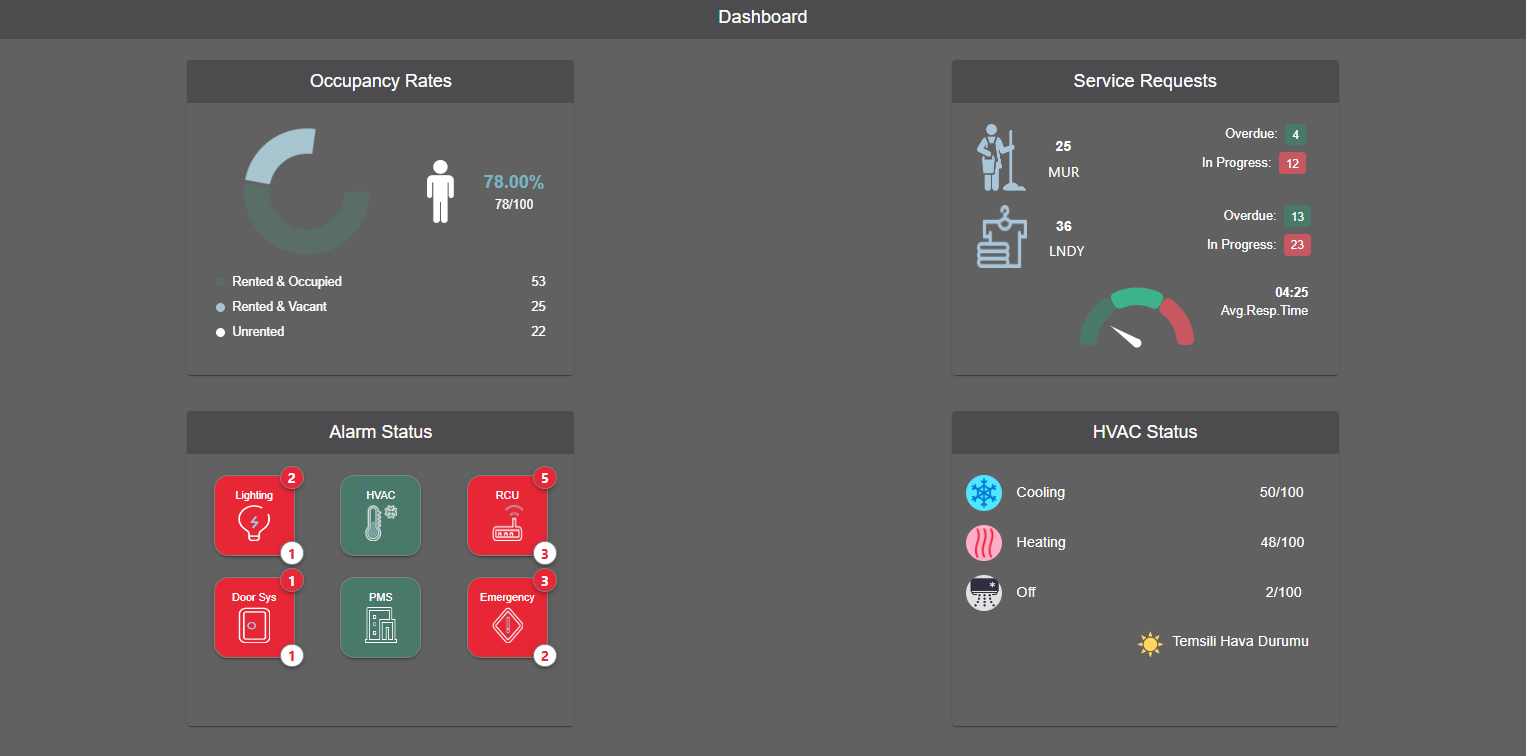 Dashboard
Occupancy Rates
78.00%
78/100
Rented & Occupied 53
Rented & Vacant 25
Unrented 22
Service Requests
25
MUR
Overdue: 4
In Progress: 12
36
LNDY
Overdue: 13
In Progress: 23
04:25
Avg.Resp.Time
Alarm Status
2
Lighting
1
HVAC
5
RCU
3
1
Door Sys
1
PMS
3
Emergency
2
HVAC Status
Cooling 50/100
Heating 48/100
Off 2/100
Temsili Hava Durumu